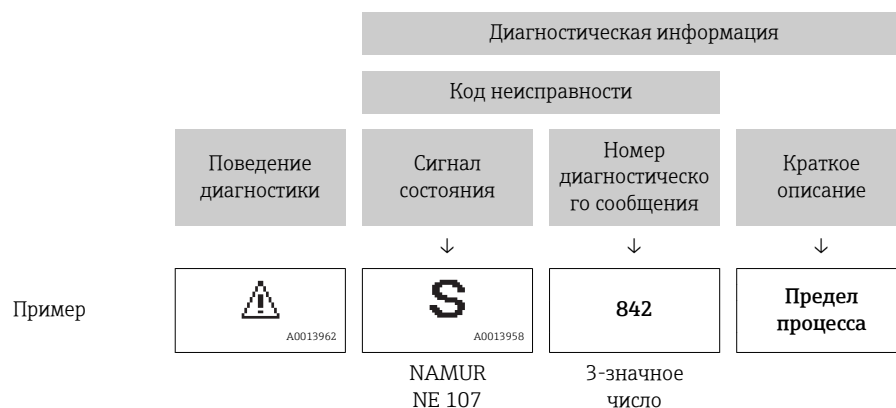 Диагностическая информация
Код неисправности
Поведение
диагностики
Сигнал
состояния
Номер
диагностическо
го сообщения
Краткое
описание
↓ ↓ ↓
Пример
A0013962
S
A0013958
842
Предел
процесса
NAMUR
NE 107
3-значное
число